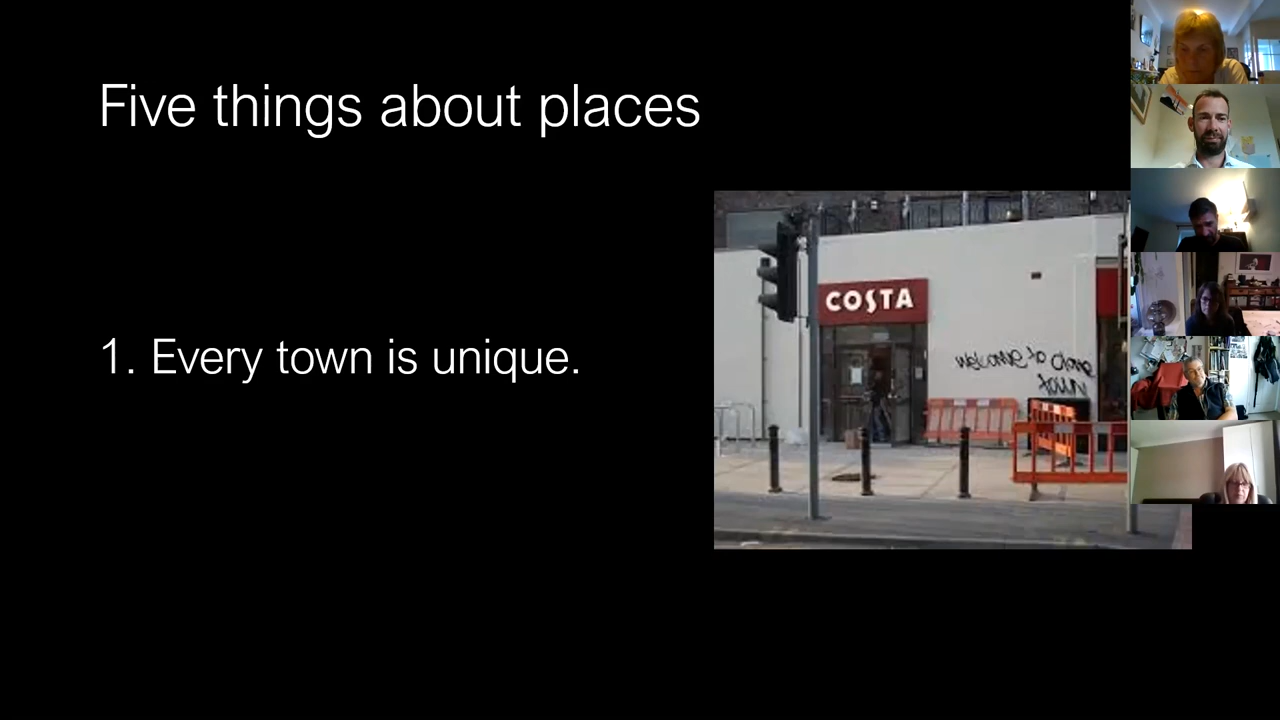 Five things about places
1. Every town is unique.
COSTA
Welcome to Clone
town